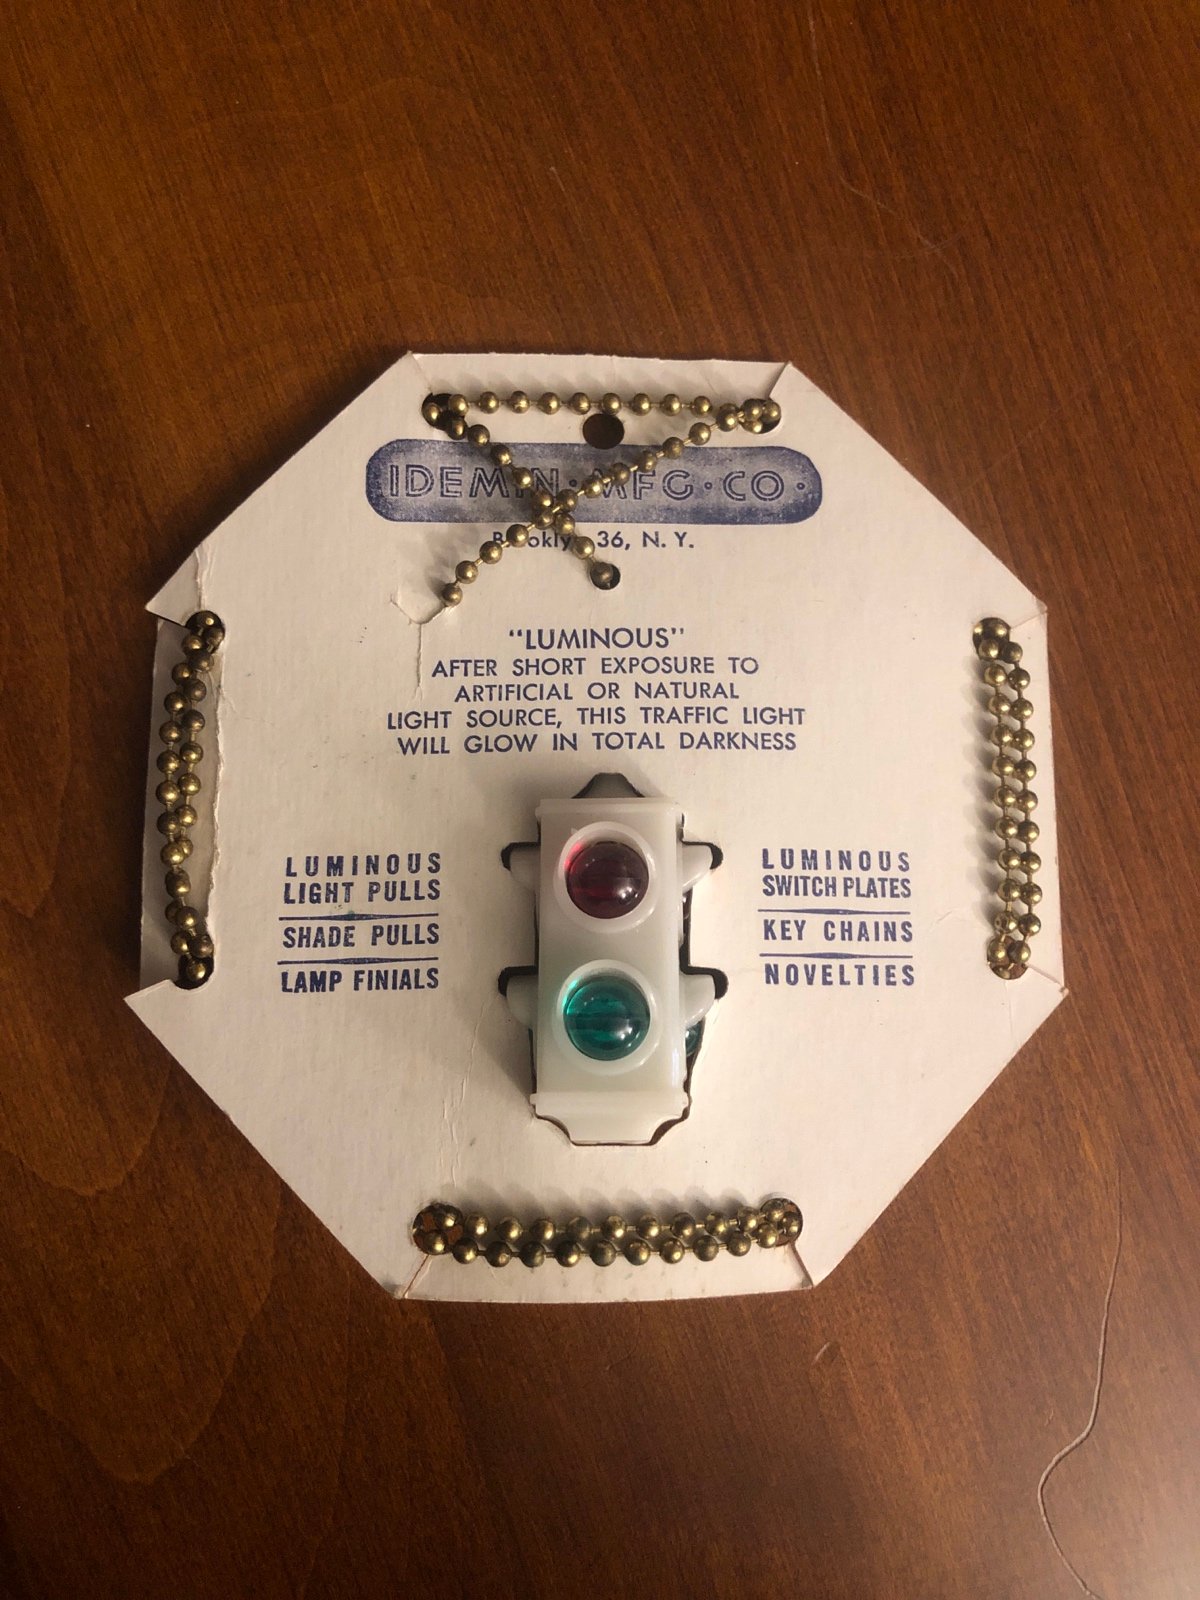 IDEMIN · MFG · CO ·
Brooklyn 36, N. Y.
"LUMINOUS"
AFTER SHORT EXPOSURE TO
ARTIFICIAL OR NATURAL
LIGHT SOURCE, THIS TRAFFIC LIGHT
WILL GLOW IN TOTAL DARKNESS
LUMINOUS
LIGHT PULLS
SHADE PULLS
LAMP FINIALS
LUMINOUS
SWITCH PLATES
KEY CHAINS
NOVELTIES